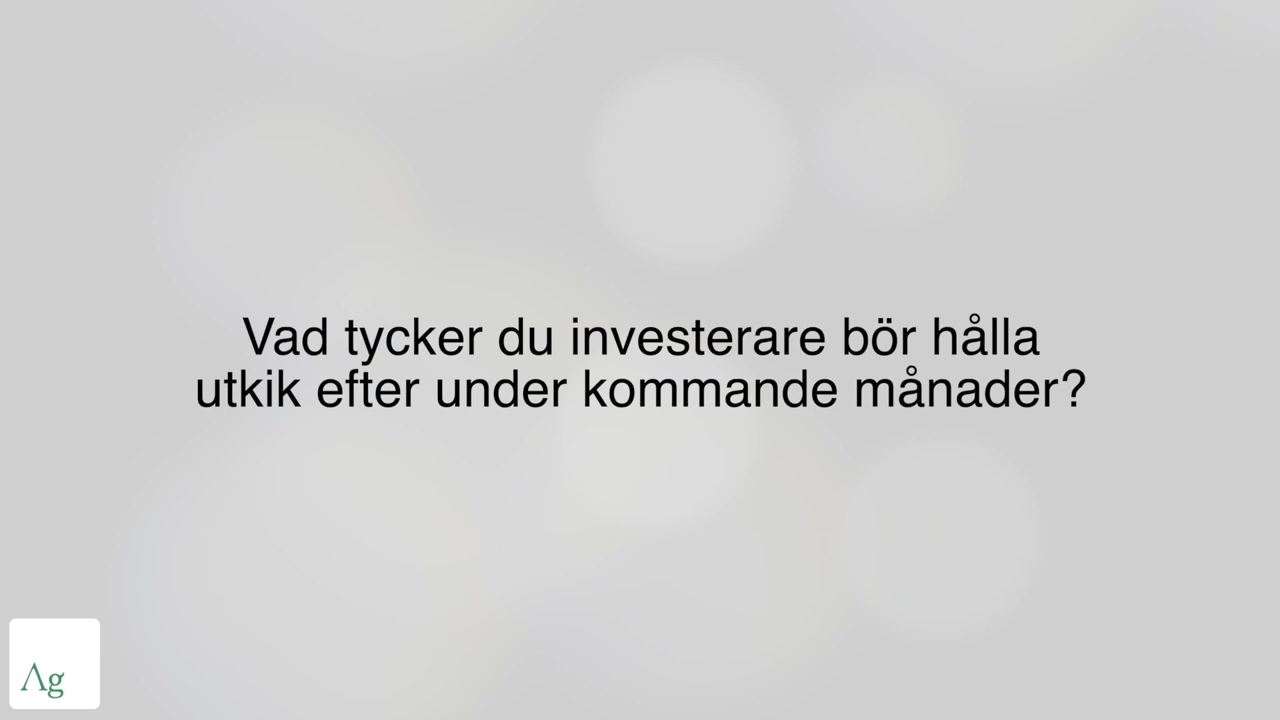 Vad tycker du investerare bör hålla
utkik efter under kommande månader?
Λg